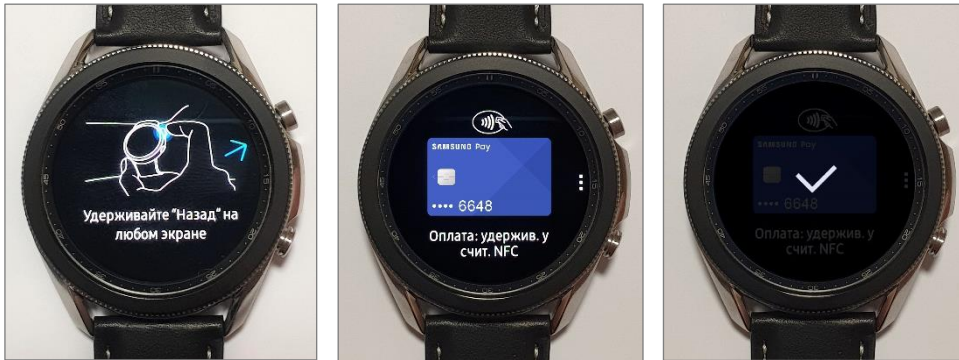 Удерживайте "Назад" на
любом экране
SAMSUNG Pay
•••• 6648
Оплата: удержив. у
счит. NFC
SAMSUNG Pay
•••• 6648
Оплата: удержив. у
счит. NFC